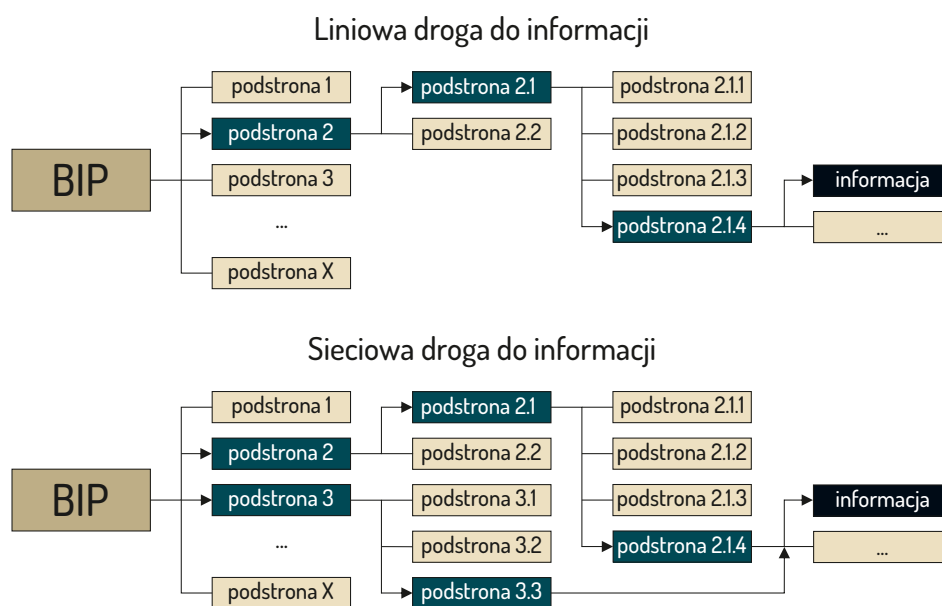 Liniowa droga do informacji
podstrona 1
podstrona 2.1
podstrona 2.1.1
podstrona 2
podstrona 2.2
podstrona 2.1.2
BIP
podstrona 3
podstrona 2.1.3
informacja
...
podstrona 2.1.4
...
podstrona X
Sieciowa droga do informacji
podstrona 1
podstrona 2.1
podstrona 2.1.1
podstrona 2
podstrona 2.2
podstrona 2.1.2
BIP
podstrona 3
podstrona 3.1
podstrona 2.1.3
informacja
...
podstrona 3.2
podstrona 2.1.4
...
podstrona X
podstrona 3.3